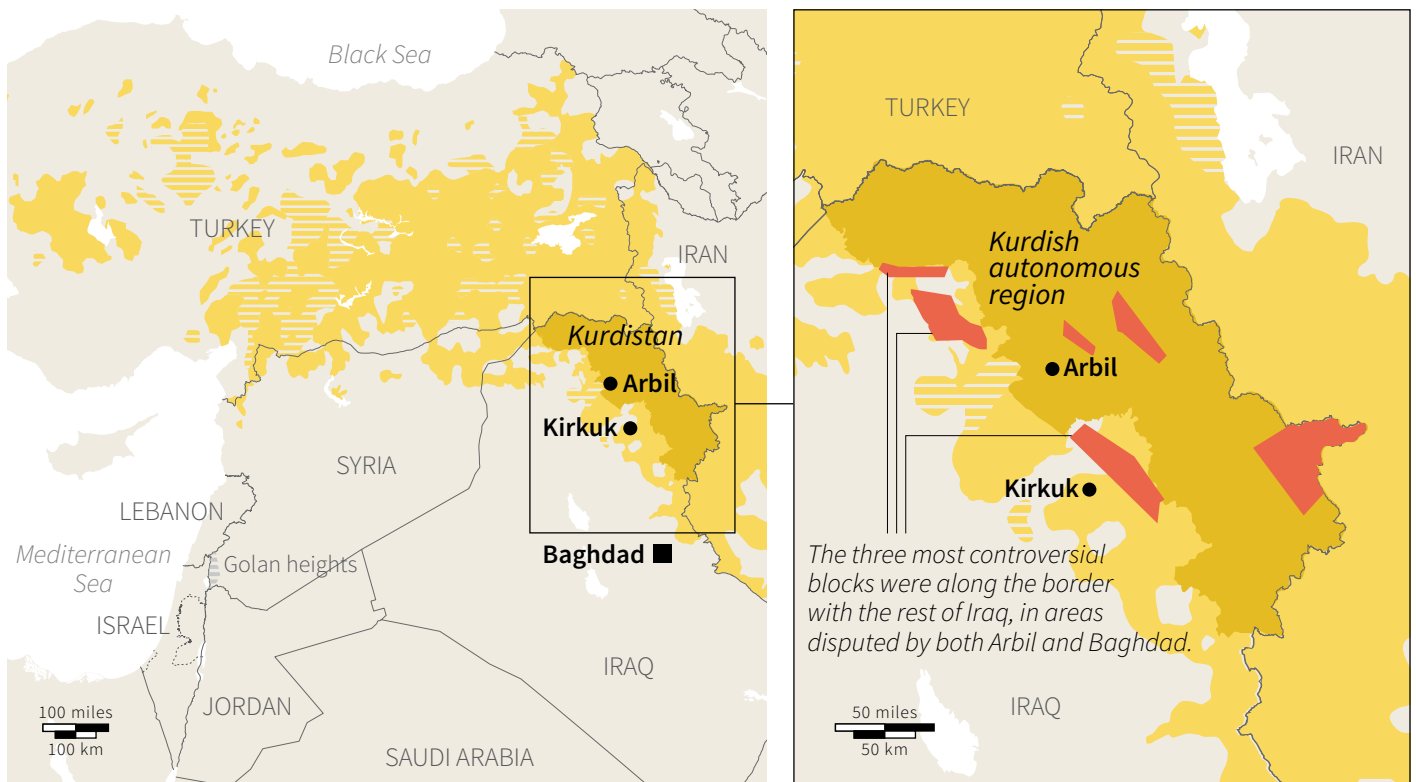 Black Sea
TURKEY
IRAN
Kurdistan
Arbil
Kirkuk
SYRIA
LEBANON
Mediterranean
Sea
Golan heights
Baghdad
ISRAEL
IRAQ
JORDAN
100 miles
100 km
SAUDI ARABIA
TURKEY
IRAN
Kurdish
autonomous
region
Arbil
Kirkuk
The three most controversial
blocks were along the border
with the rest of Iraq, in areas
disputed by both Arbil and Baghdad.
IRAQ
50 miles
50 km